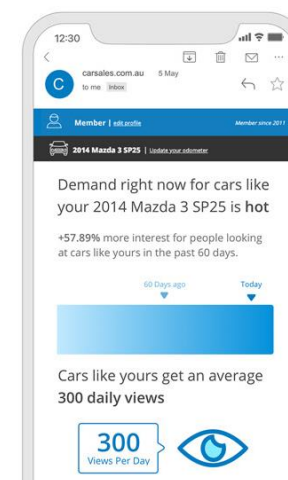 12:30
carsales.com.au 5 May
C
to me Inbox
Member | edit profile Member since 2011
2014 Mazda 3 SP25 | Update your odometer
Demand right now for cars like
your 2014 Mazda 3 SP25 is hot
+57.89% more interest for people looking
at cars like yours in the past 60 days.
60 Days ago Today
Cars like yours get an average
300 daily views
300
Views Per Day